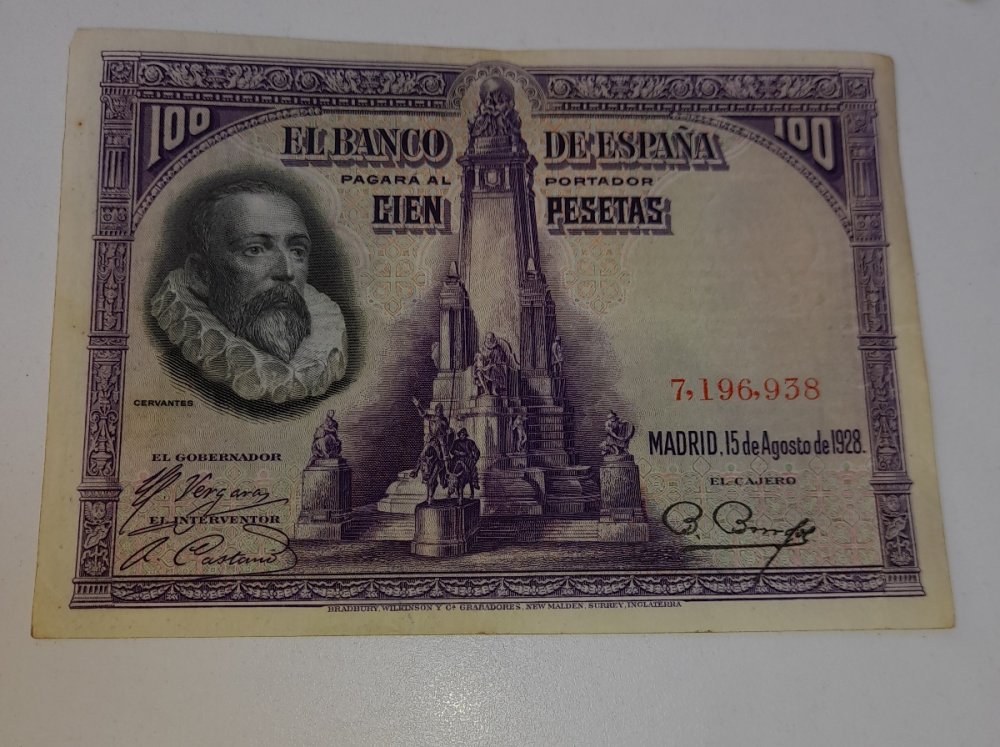 100 100
EL BANCO DE ESPAÑA
PAGARÁ AL PORTADOR
CIEN PESETAS
7,196,938
CERVANTES
MADRID, 15 de Agosto de 1928.
EL GOBERNADOR
EL CAJERO
Vergara
EL INTERVENTOR
BRADBURY, WILKINSON Y Cª GRABADORES, NEW MALDEN, SURREY, INGLATERRA